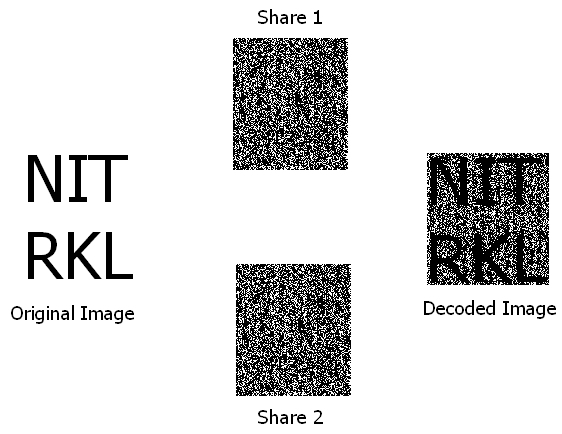 Share 1
NIT
RKL
Original Image
NIT
RKL
Decoded Image
Share 2